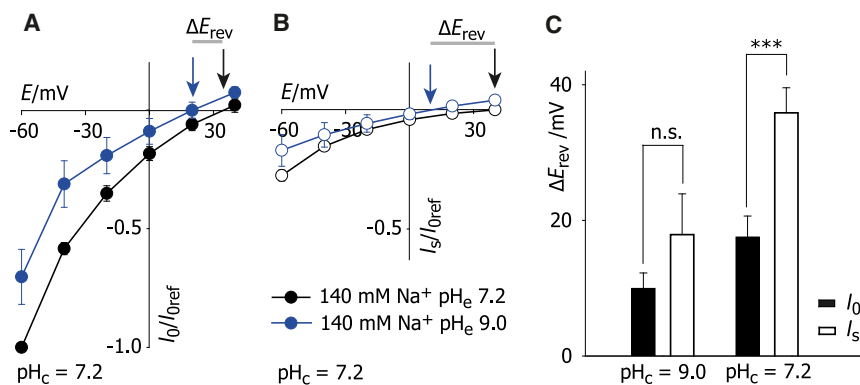 A
ΔE_rev
E/mV
-60
-30
30
-0.5
-1.0
I_0/I_0ref
pH_c = 7.2
B
ΔE_rev
E/mV
-60
-30
30
-0.5
I_s/I_0ref
140 mM Na⁺ pH_e 7.2
140 mM Na⁺ pH_e 9.0
pH_c = 7.2
C
***
n.s.
ΔE_rev /mV
40
20
0
I_0
I_s
pH_c = 9.0
pH_c = 7.2